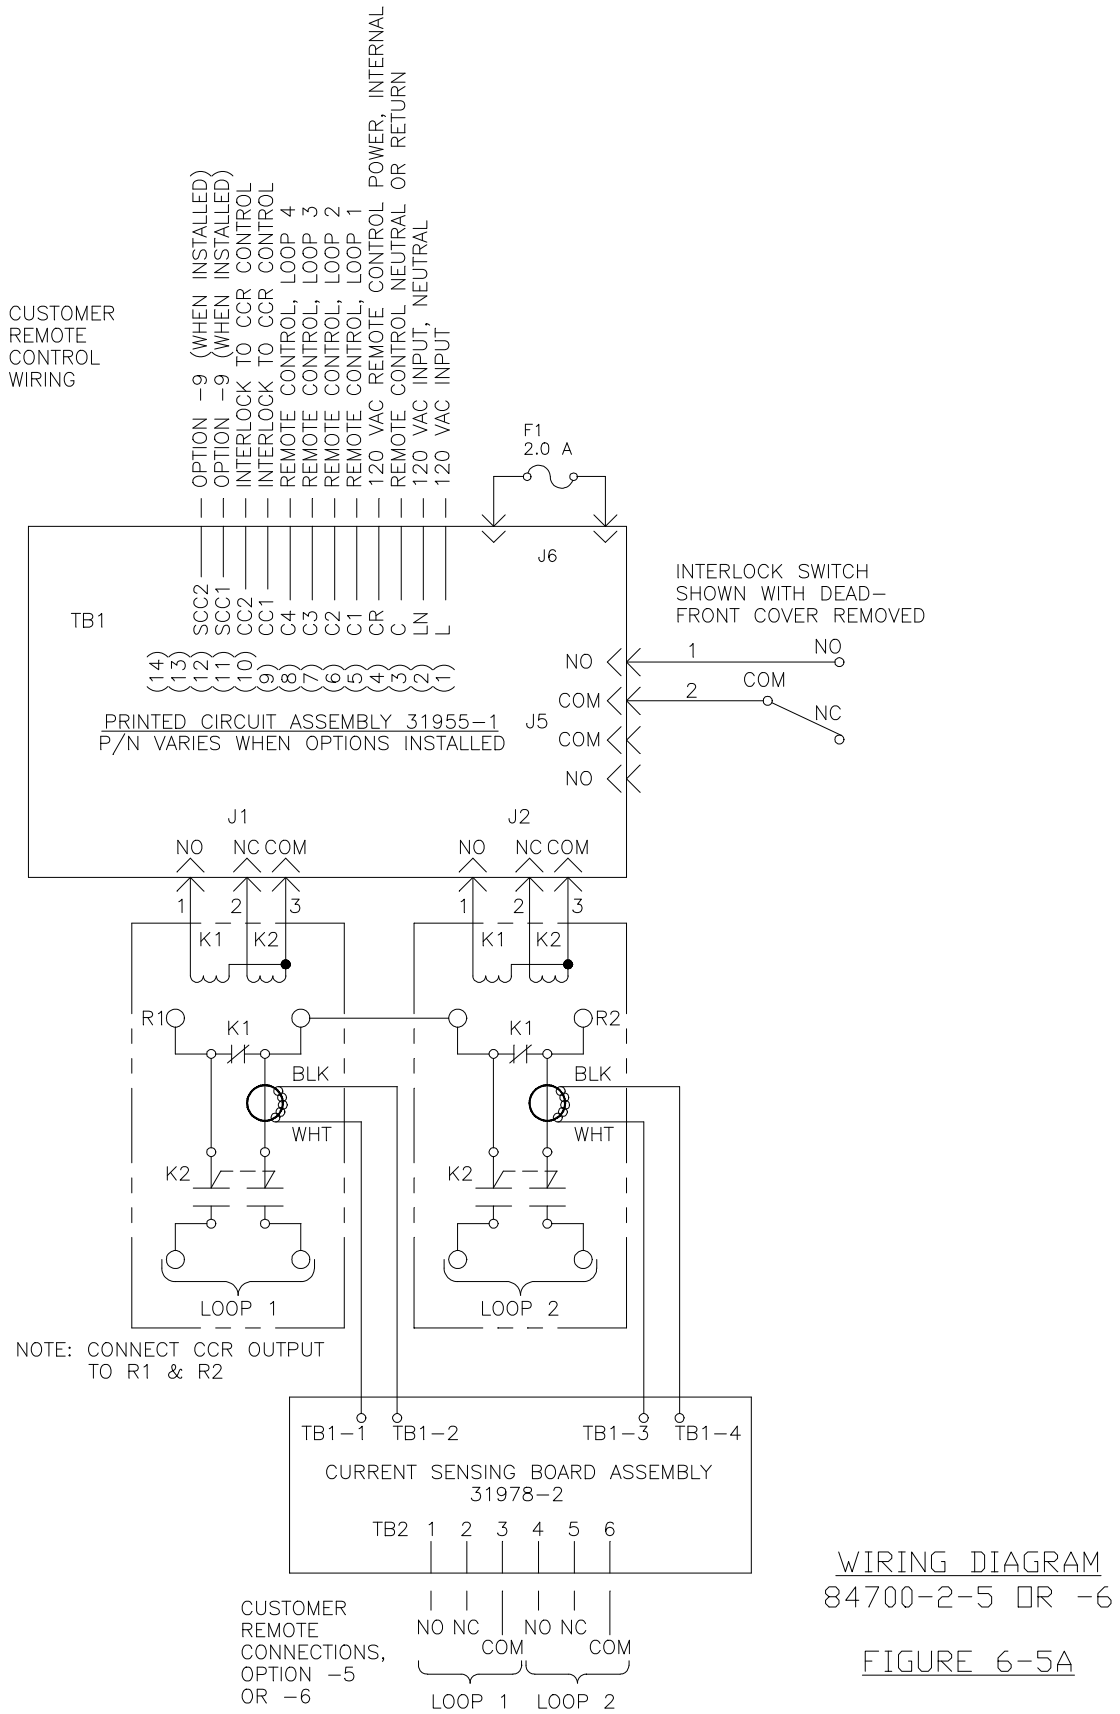 CUSTOMER
REMOTE
CONTROL
WIRING
OPTION -9 (WHEN INSTALLED)
OPTION -9 (WHEN INSTALLED)
INTERLOCK TO CCR CONTROL
INTERLOCK TO CCR CONTROL
REMOTE CONTROL, LOOP 4
REMOTE CONTROL, LOOP 3
REMOTE CONTROL, LOOP 2
REMOTE CONTROL, LOOP 1
120 VAC REMOTE CONTROL POWER, INTERNAL
REMOTE CONTROL NEUTRAL OR RETURN
120 VAC INPUT, NEUTRAL
120 VAC INPUT
F1
2.0 A
J6
TB1
SCC2
SCC1
CC2
CC1
C4
C3
C2
C1
CR
C
LN
L
(14)
(13)
(12)
(11)
(10)
(9)
(8)
(7)
(6)
(5)
(4)
(3)
(2)
(1)
PRINTED CIRCUIT ASSEMBLY 31955-1
P/N VARIES WHEN OPTIONS INSTALLED
INTERLOCK SWITCH
SHOWN WITH DEAD-
FRONT COVER REMOVED
NO 1 NO
COM 2 COM
J5
NC
COM
NO
J1
NO NC COM
1 2 3
J2
NO NC COM
1 2 3
K1 K2
K1 K2
R1
K1
K1
R2
BLK
WHT
BLK
WHT
K2
K2
LOOP 1
LOOP 2
NOTE: CONNECT CCR OUTPUT
TO R1 & R2
TB1-1 TB1-2 TB1-3 TB1-4
CURRENT SENSING BOARD ASSEMBLY
31978-2
TB2 1 2 3 4 5 6
CUSTOMER
REMOTE
CONNECTIONS,
OPTION -5
OR -6
NO NC COM NO NC COM
LOOP 1 LOOP 2
WIRING DIAGRAM
84700-2-5 OR -6
FIGURE 6-5A